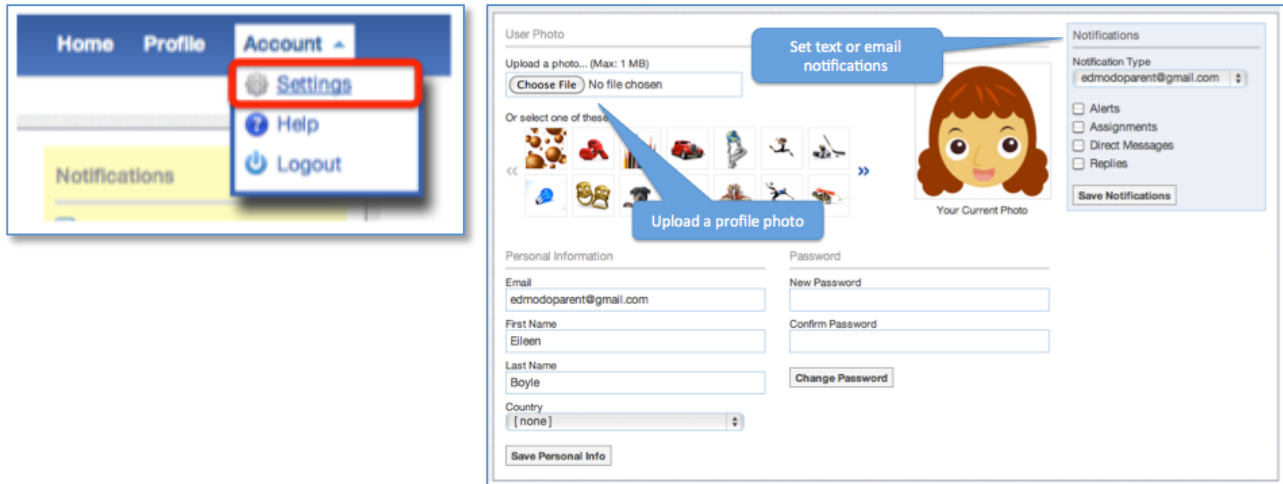 Home Profile Account
Settings
Help
Logout
Notifications
User Photo
Upload a photo... (Max: 1 MB)
Choose File No file chosen
Or select one of these
Set text or email
notifications
Upload a profile photo
Your Current Photo
Notifications
Notification Type
edmodoparent@gmail.com
Alerts
Assignments
Direct Messages
Replies
Save Notifications
Personal Information
Email
edmodoparent@gmail.com
First Name
Eileen
Last Name
Boyle
Country
[ none ]
Save Personal Info
Password
New Password
Confirm Password
Change Password